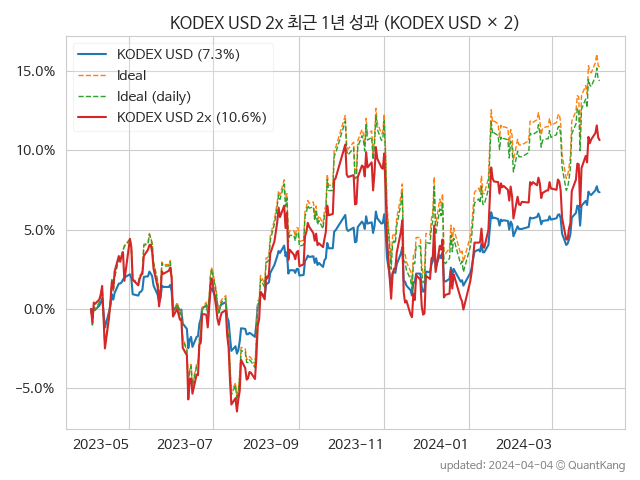 KODEX USD 2x 최근 1년 성과 (KODEX USD × 2)
KODEX USD (7.3%)
Ideal
Ideal (daily)
KODEX USD 2x (10.6%)
15.0%
10.0%
5.0%
0.0%
−5.0%
2023-05 2023-07 2023-09 2023-11 2024-01 2024-03
updated: 2024-04-04 © QuantKang